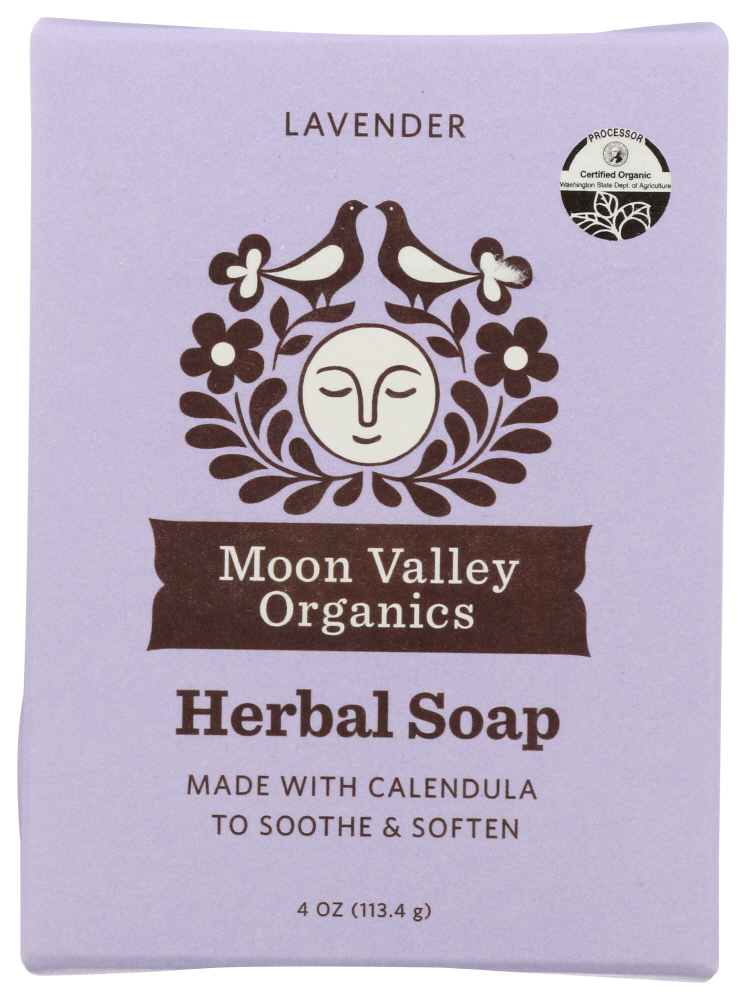 LAVENDER
PROCESSOR
Certified Organic
Washington State Dept. of Agriculture
Moon Valley
Organics
Herbal Soap
MADE WITH CALENDULA
TO SOOTHE & SOFTEN
4 OZ (113.4 g)